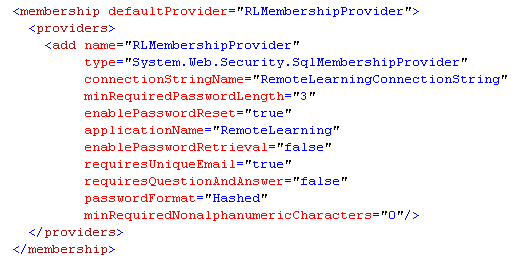 <membership defaultProvider="RLMembershipProvider">
  <providers>
    <add name="RLMembershipProvider"
         type="System.Web.Security.SqlMembershipProvider"
         connectionStringName="RemoteLearningConnectionString"
         minRequiredPasswordLength="3"
         enablePasswordReset="true"
         applicationName="RemoteLearning"
         enablePasswordRetrieval="false"
         requiresUniqueEmail="true"
         requiresQuestionAndAnswer="false"
         passwordFormat="Hashed"
         minRequiredNonalphanumericCharacters="0"/>
  </providers>
</membership>